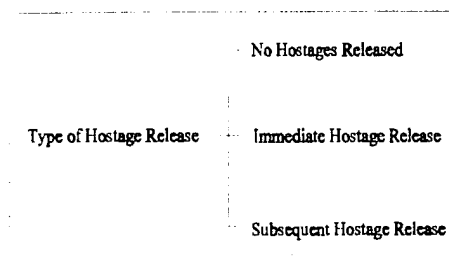 No Hostages Released
Type of Hostage Release
Immediate Hostage Release
Subsequent Hostage Release